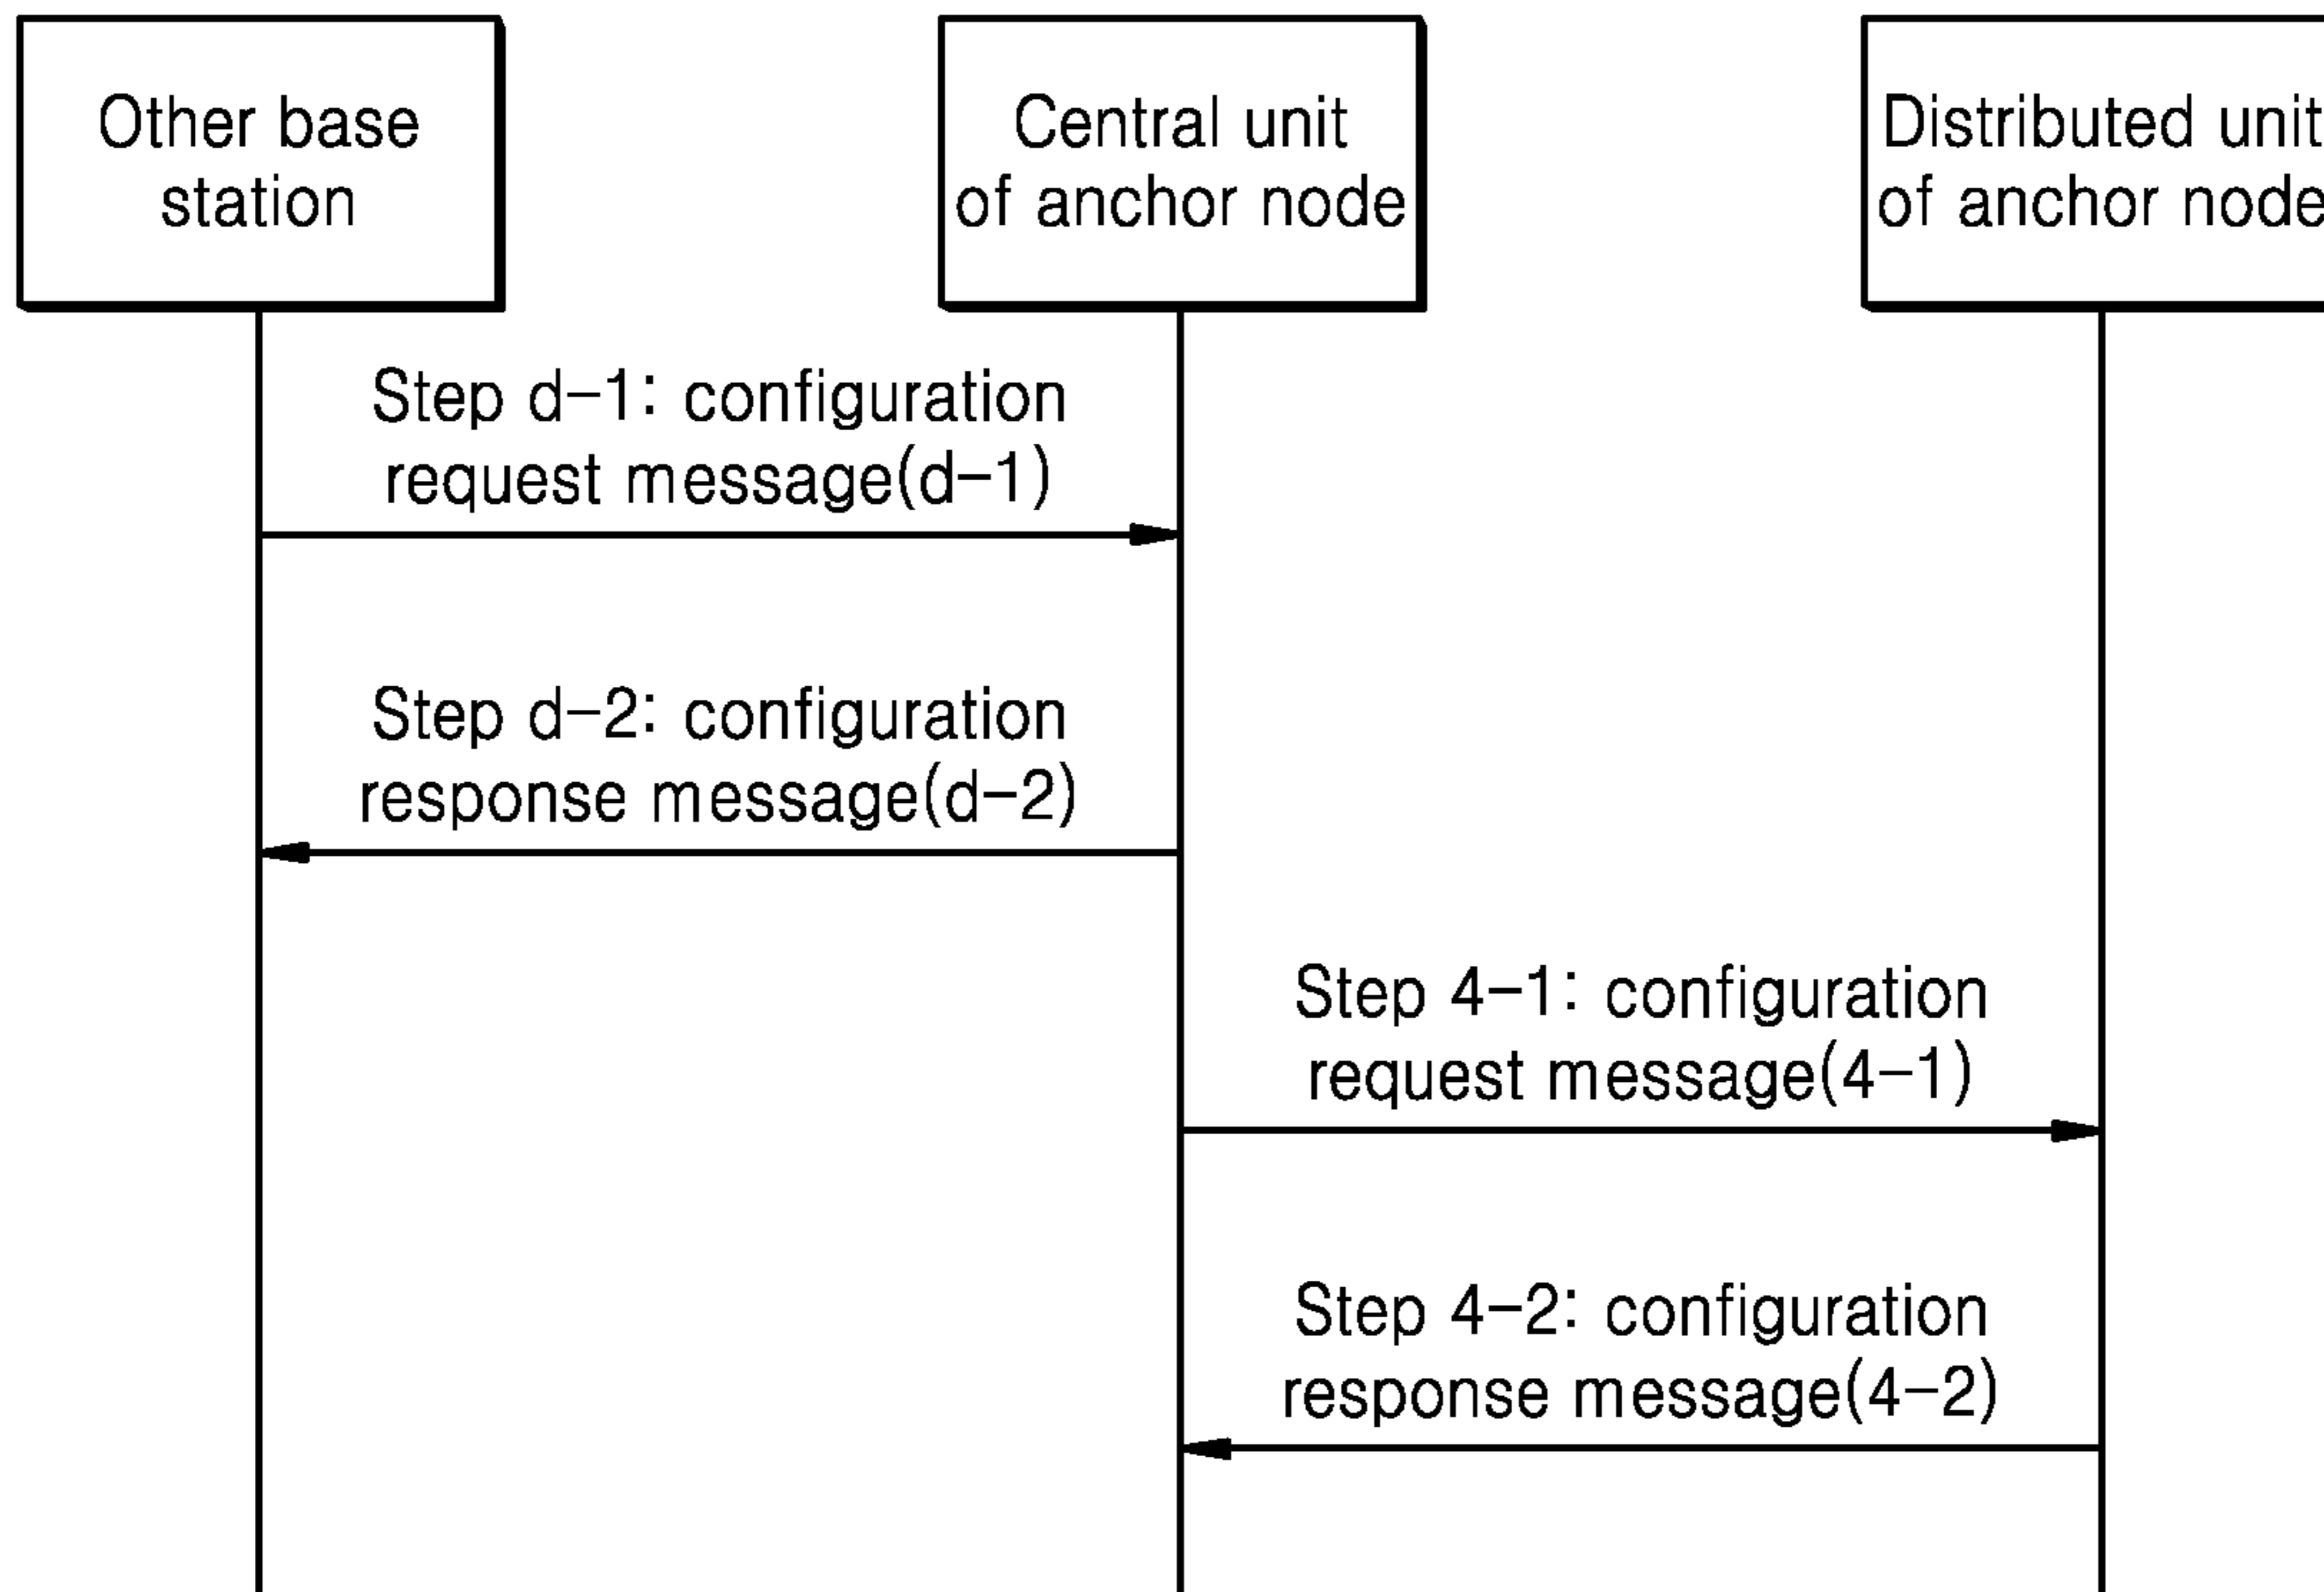 Other base
station
Central unit
of anchor node
Distributed unit
of anchor node
Step d-1: configuration
request message(d-1)
Step d-2: configuration
response message(d-2)
Step 4-1: configuration
request message(4-1)
Step 4-2: configuration
response message(4-2)